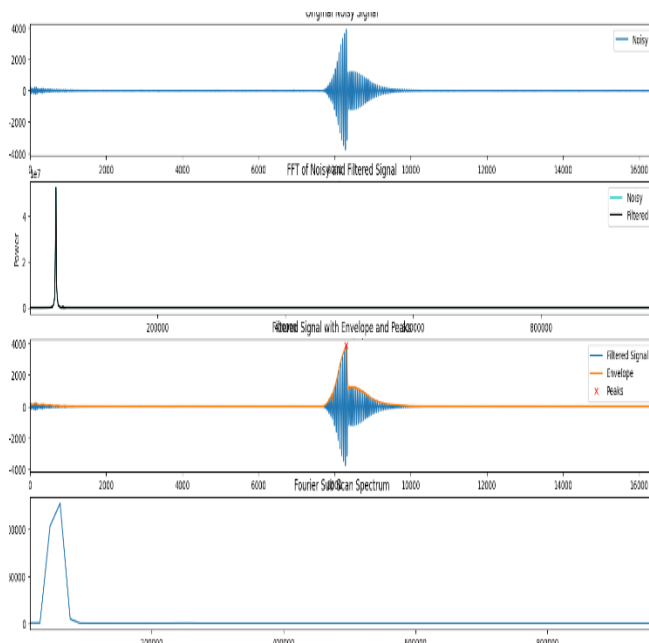 Original Noisy Signal
4000
2000
0
-2000
-4000
Noisy
0 2000 4000 6000 8000 10000 12000 14000 16000
FFT of Noisy and Filtered Signal
1e7
Power
4
2
0
Noisy
Filtered
200000 400000 600000 800000
Filtered Signal with Envelope and Peaks
4000
2000
0
-2000
-4000
Filtered Signal
Envelope
Peaks
0 2000 4000 6000 8000 10000 12000 14000 16000
Scan Spectrum
0
200000 400000 600000 800000